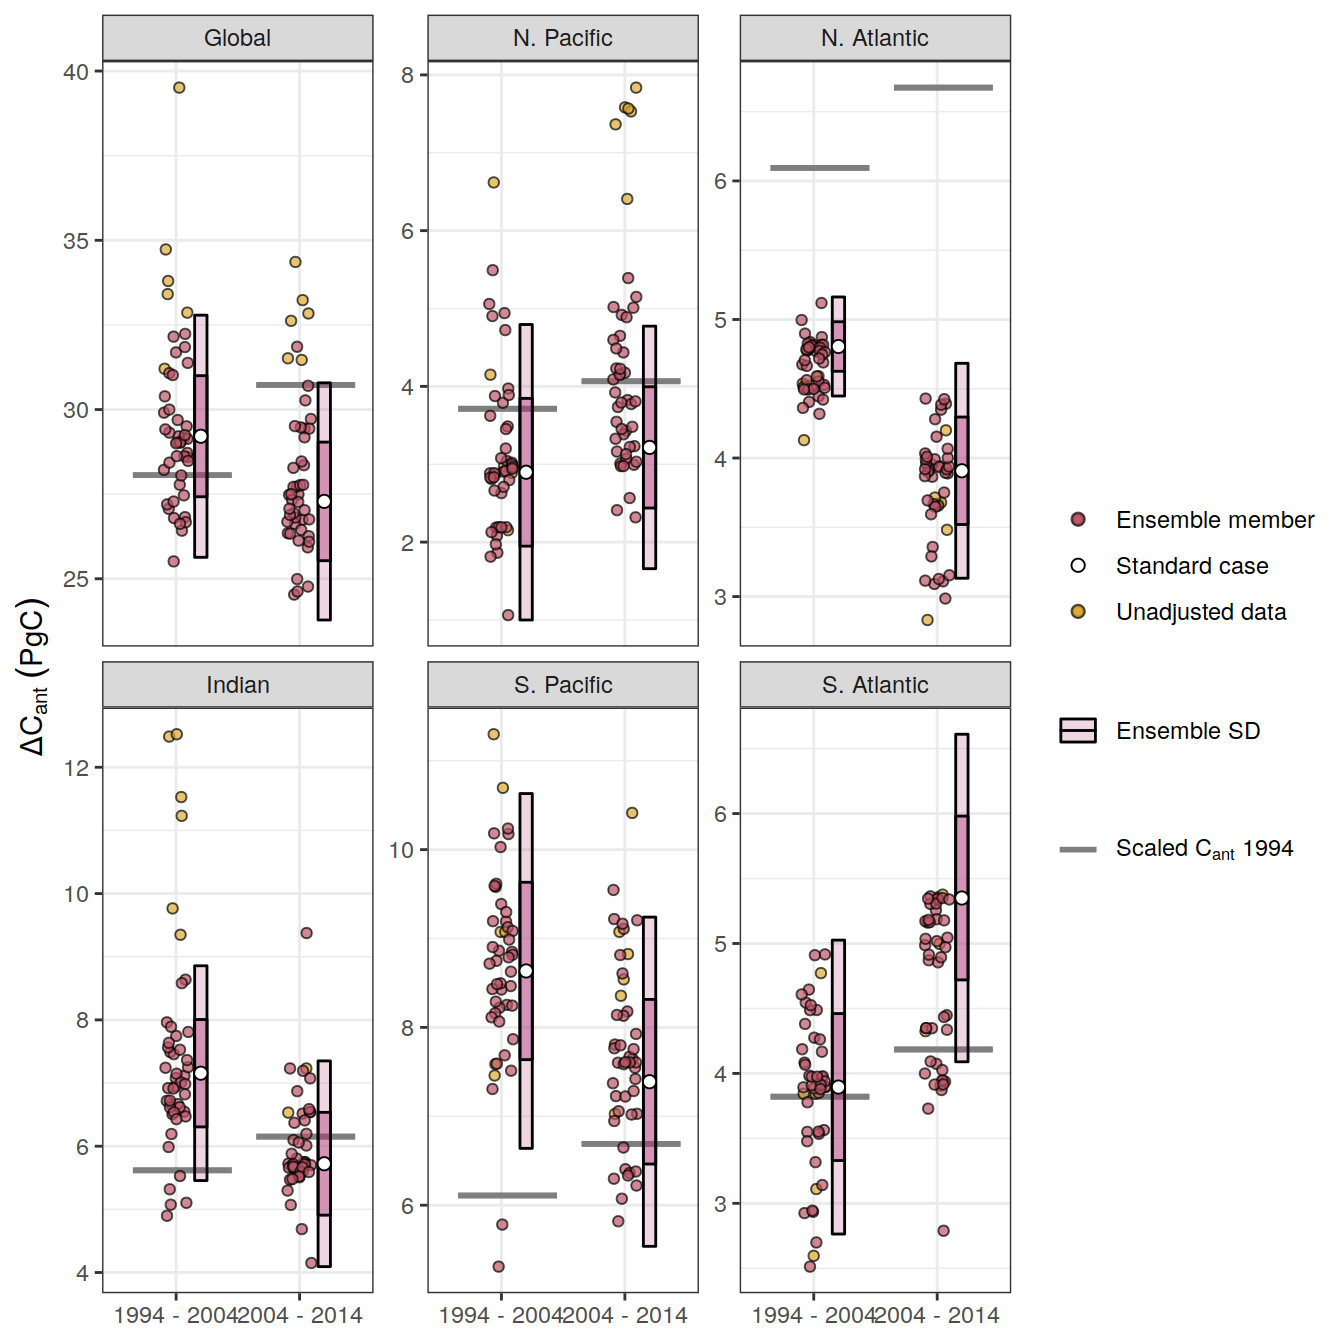 Global
N. Pacific
N. Atlantic
40
35
30
25
8
6
4
2
6
5
4
3
ΔCant (PgC)
Indian
S. Pacific
S. Atlantic
12
10
8
6
4
10
8
6
6
5
4
3
1994 - 2004
2004 - 2014
1994 - 2004
2004 - 2014
1994 - 2004
2004 - 2014
Ensemble member
Standard case
Unadjusted data
Ensemble SD
Scaled Cant 1994